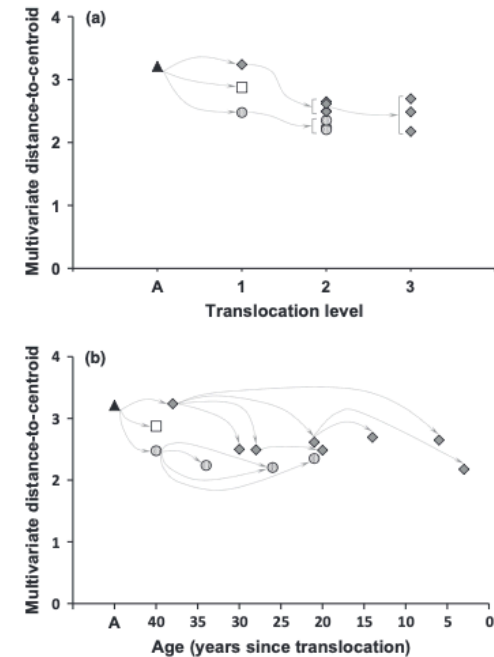 (a)
Multivariate distance-to-centroid
4
3
2
1
0
A 1 2 3
Translocation level
(b)
Multivariate distance-to-centroid
4
3
2
1
0
A 40 35 30 25 20 15 10 5 0
Age (years since translocation)